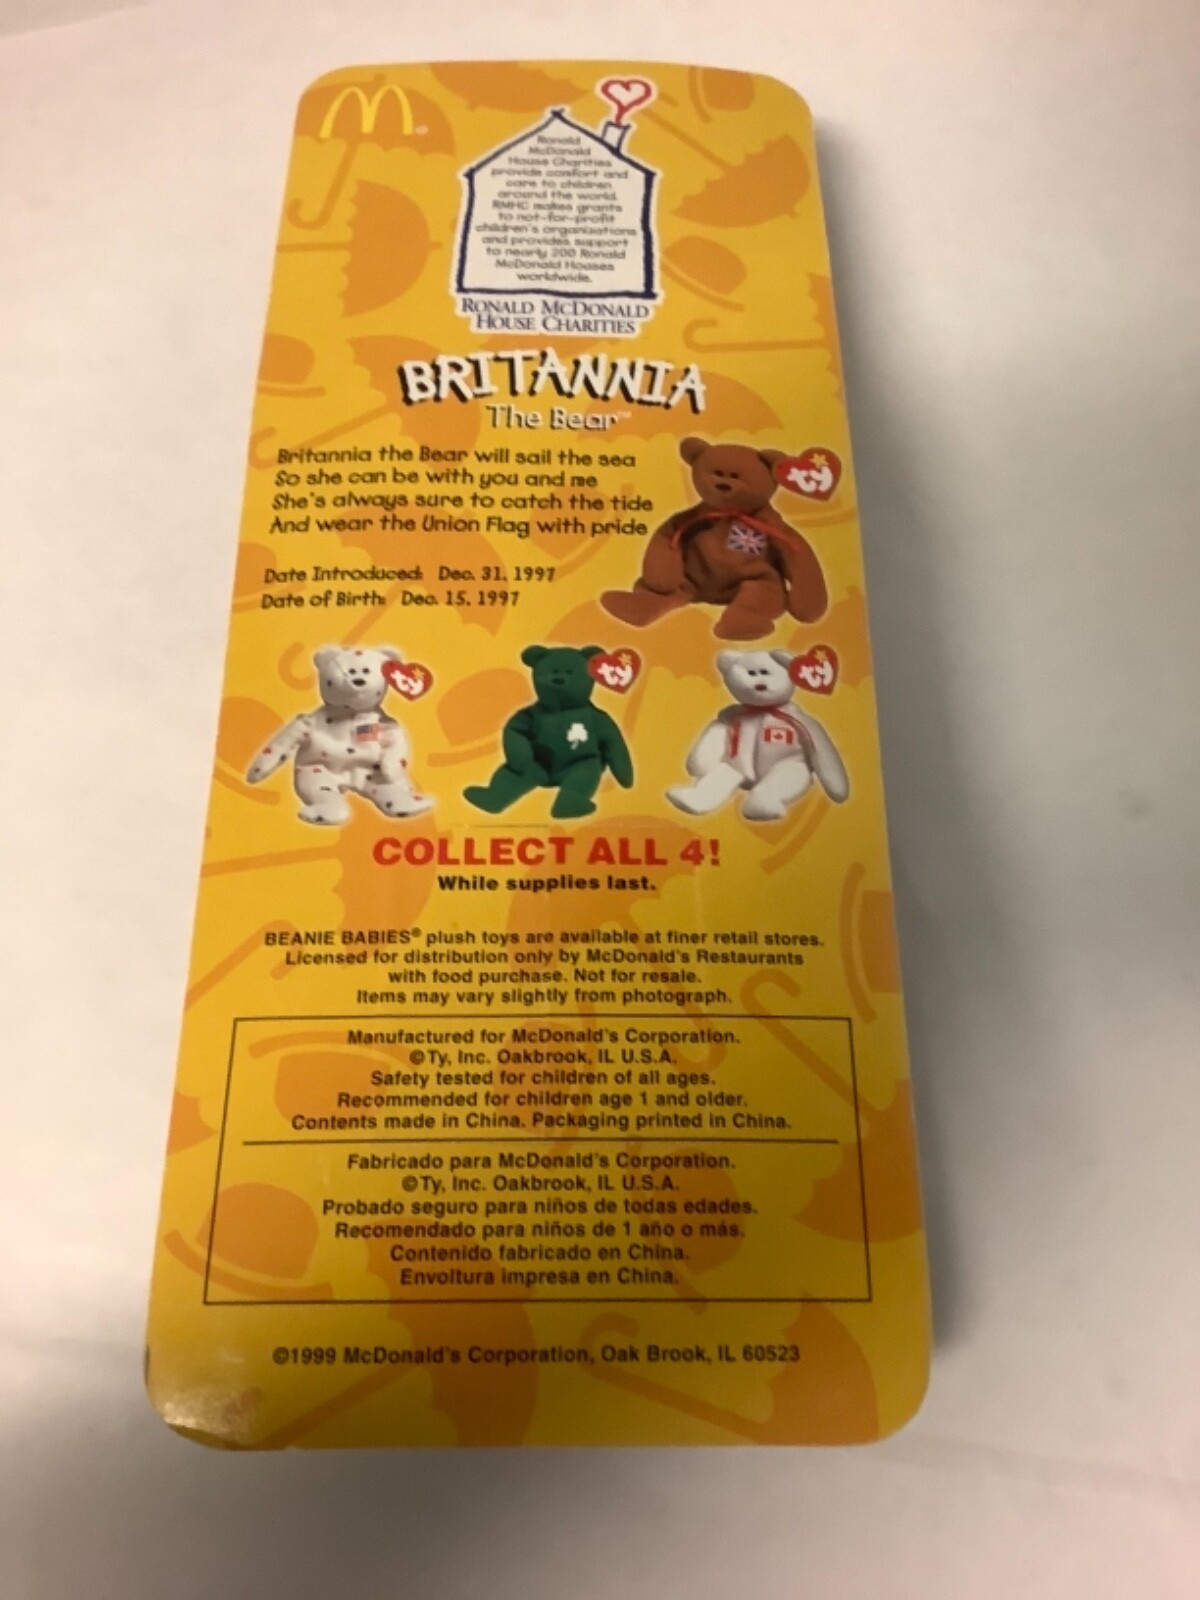 Ronald
McDonald
House Charities
provide comfort and
care to children
around the world.
RMHC makes grants
to not-for-profit
children's organizations
and provides support
to nearly 200 Ronald
McDonald Houses
worldwide.
RONALD MCDONALD
HOUSE CHARITIES
BRITANNIA
The Bear™
Britannia the Bear will sail the sea
So she can be with you and me
She's always sure to catch the tide
And wear the Union Flag with pride
ty
Date Introduced: Dec. 31, 1997
Date of Birth: Dec. 15, 1997
ty
ty
ty
COLLECT ALL 4!
While supplies last.
BEANIE BABIES® plush toys are available at finer retail stores.
Licensed for distribution only by McDonald's Restaurants
with food purchase. Not for resale.
Items may vary slightly from photograph.
Manufactured for McDonald's Corporation.
©Ty, Inc. Oakbrook, IL U.S.A.
Safety tested for children of all ages.
Recommended for children age 1 and older.
Contents made in China. Packaging printed in China.
Fabricado para McDonald's Corporation.
©Ty, Inc. Oakbrook, IL U.S.A.
Probado seguro para niños de todas edades.
Recomendado para niños de 1 año o más.
Contenido fabricado en China.
Envoltura impresa en China.
©1999 McDonald's Corporation, Oak Brook, IL 60523